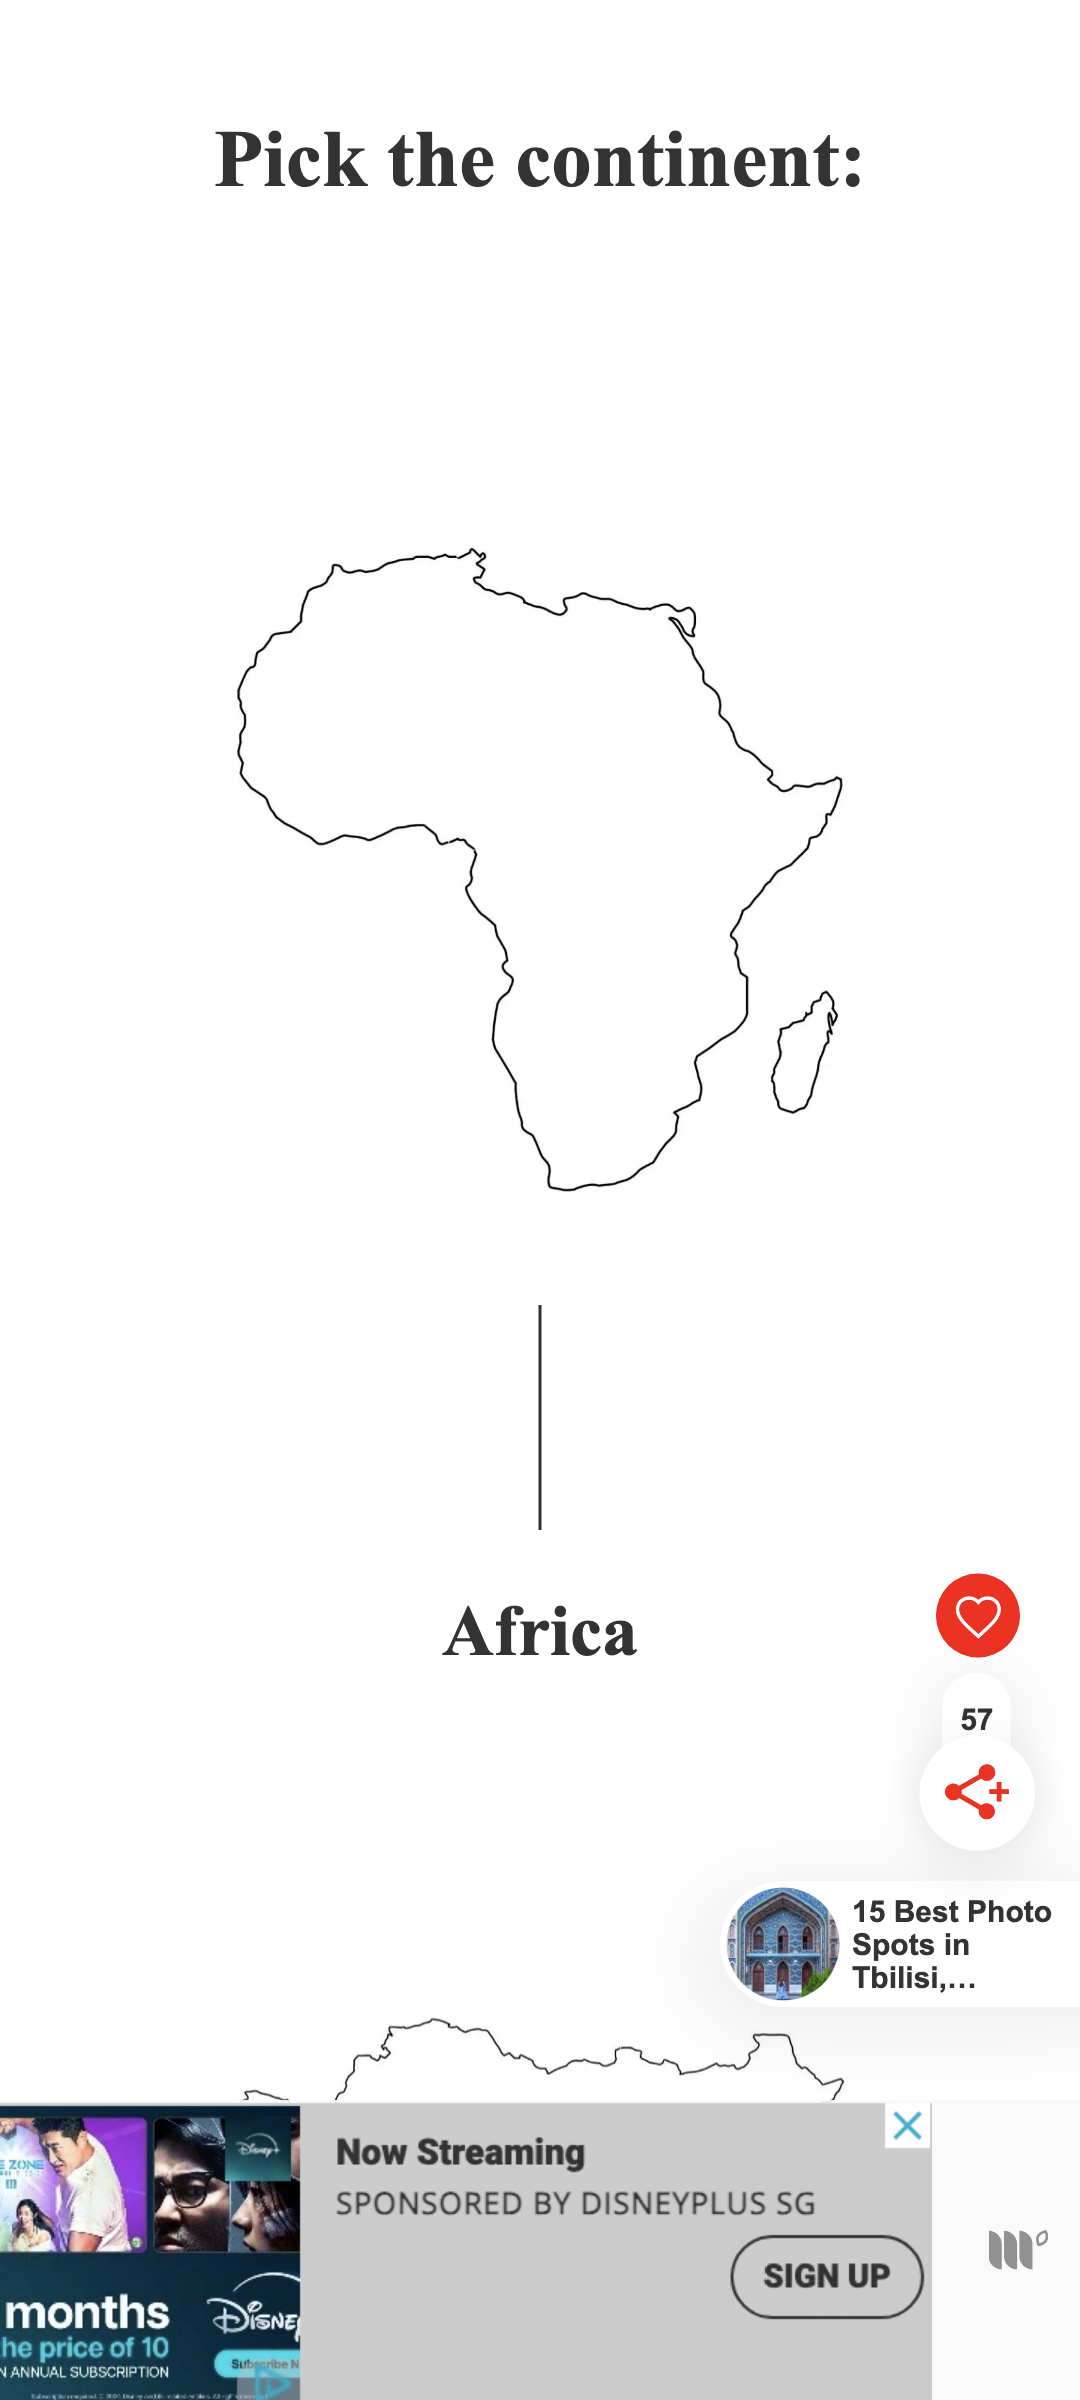 Pick the continent:
Africa
57
15 Best Photo
Spots in
Tbilisi,...
E ZONE
Disney+
Now Streaming
SPONSORED BY DISNEYPLUS SG
SIGN UP
months
he price of 10
N ANNUAL SUBSCRIPTION
DISNE
Subscribe N